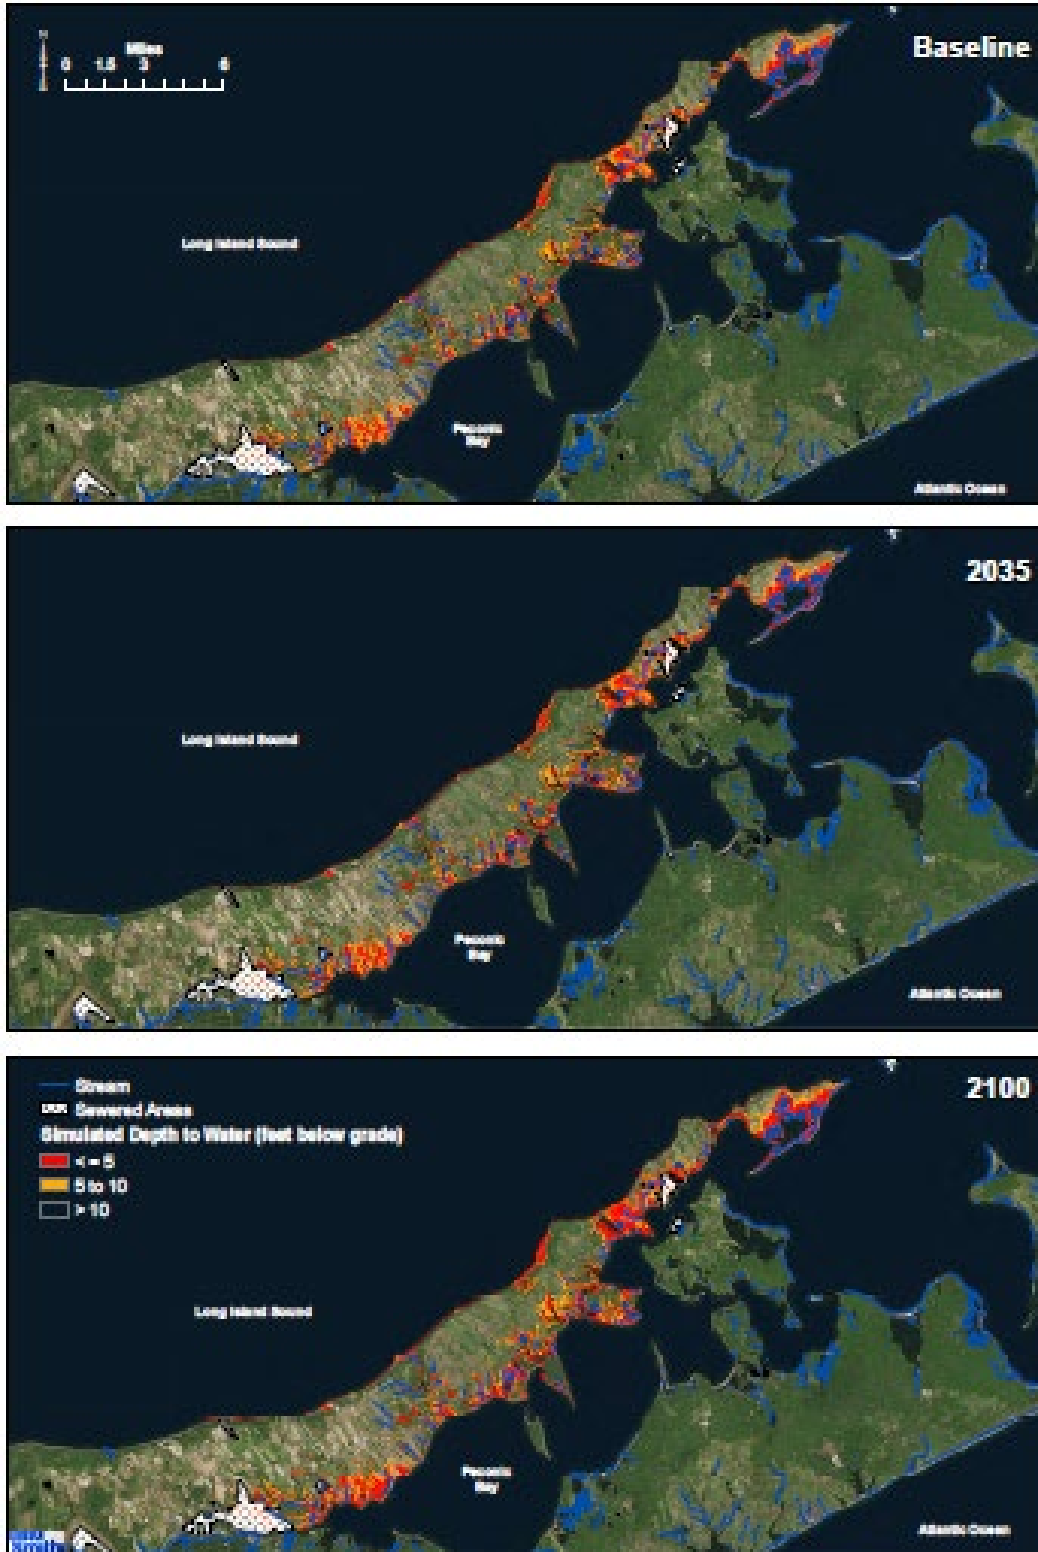 Baseline
Miles
0 1.5 3 6
Long Island Sound
Peconic
Bay
Atlantic Ocean
2035
Long Island Sound
Peconic
Bay
Atlantic Ocean
2100
Stream
Sewered Areas
Simulated Depth to Water (feet below grade)
< = 5
5 to 10
> 10
Long Island Sound
Peconic
Bay
Atlantic Ocean
Smith